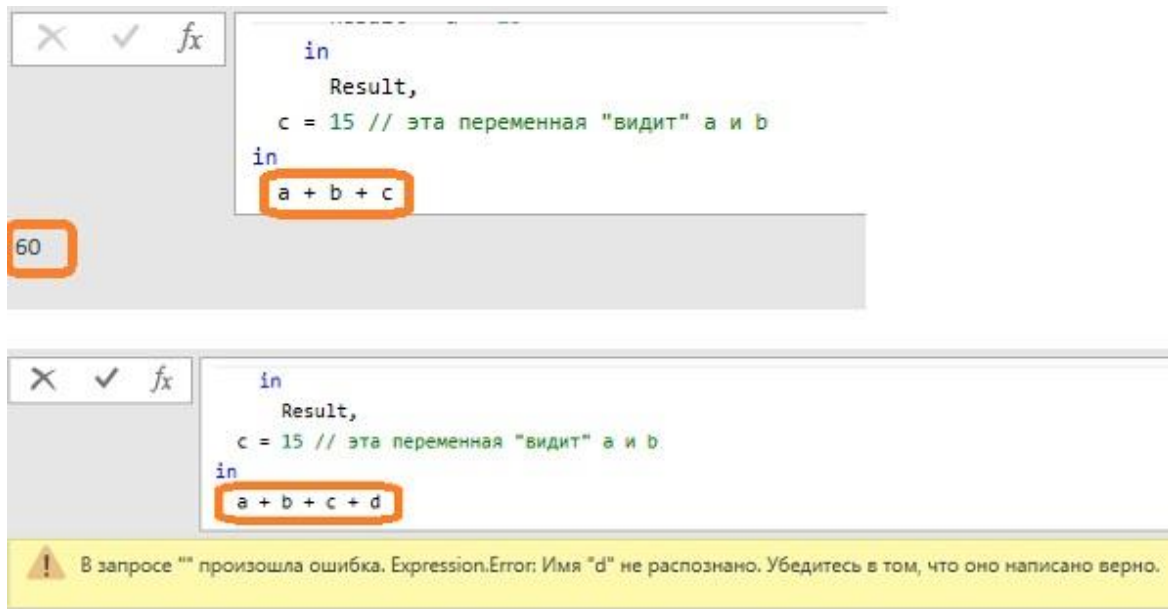 fx
in
Result,
c = 15 // эта переменная "видит" a и b
in
a + b + c
60
fx
in
Result,
c = 15 // эта переменная "видит" a и b
in
a + b + c + d
В запросе "" произошла ошибка. Expression.Error: Имя "d" не распознано. Убедитесь в том, что оно написано верно.